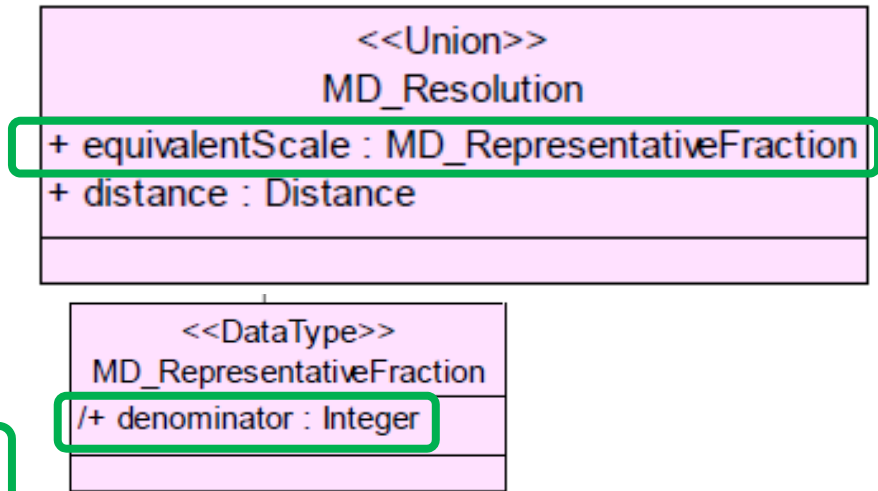 <<Union>>
MD_Resolution
+ equivalentScale : MD_RepresentativeFraction
+ distance : Distance
<<DataType>>
MD_RepresentativeFraction
/+ denominator : Integer